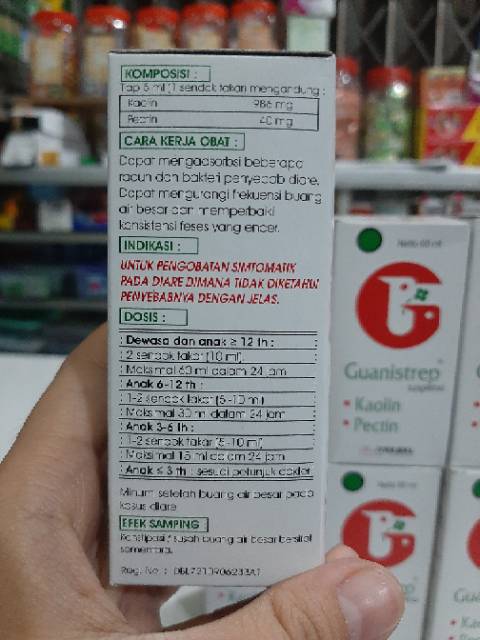 KOMPOSISI :
Tiap 5 ml (1 sendok takar) mengandung :
Kaolin 986 mg
Pectin 40 mg
CARA KERJA OBAT :
Dapat mengadsorbsi beberapa
racun dan bakteri penyebab diare.
Dapat mengurangi frekuensi buang
air besar dan memperbaiki
konsistensi feses yang encer.
INDIKASI :
UNTUK PENGOBATAN SIMTOMATIK
PADA DIARE DIMANA TIDAK DIKETAHUI
PENYEBABNYA DENGAN JELAS.
DOSIS :
Dewasa dan anak ≥ 12 th :
2 sendok takar (10 ml)
Maksimal 60 ml dalam 24 jam
Anak 6-12 th :
1-2 sendok takar (5-10 ml)
Maksimal 30 ml dalam 24 jam
Anak 3-6 th :
1-2 sendok takar (5-10 ml)
Maksimal 15 ml dalam 24 jam
Anak ≤ 3 th : sesuai petunjuk dokter
Minum setelah buang air besar pada
kasus diare
EFEK SAMPING
Konstipasi / susah buang air besar bersifat
sementara.
Reg. No. :
Netto 60 ml
Guanistrep
suspensi
• Kaolin
• Pectin